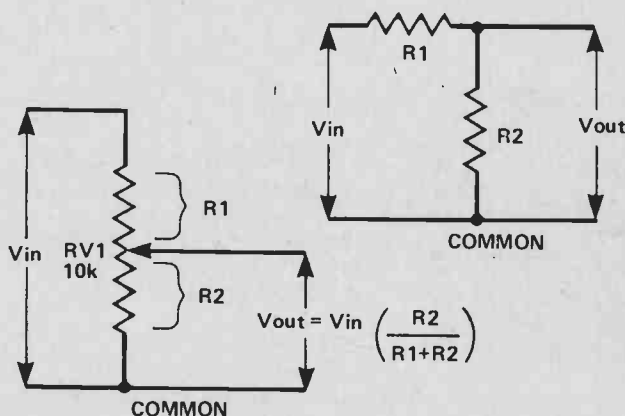 R1
Vin
R2
Vout
COMMON
R1
Vin
RV1
10k
R2
Vout = Vin ( R2 / R1+R2 )
COMMON